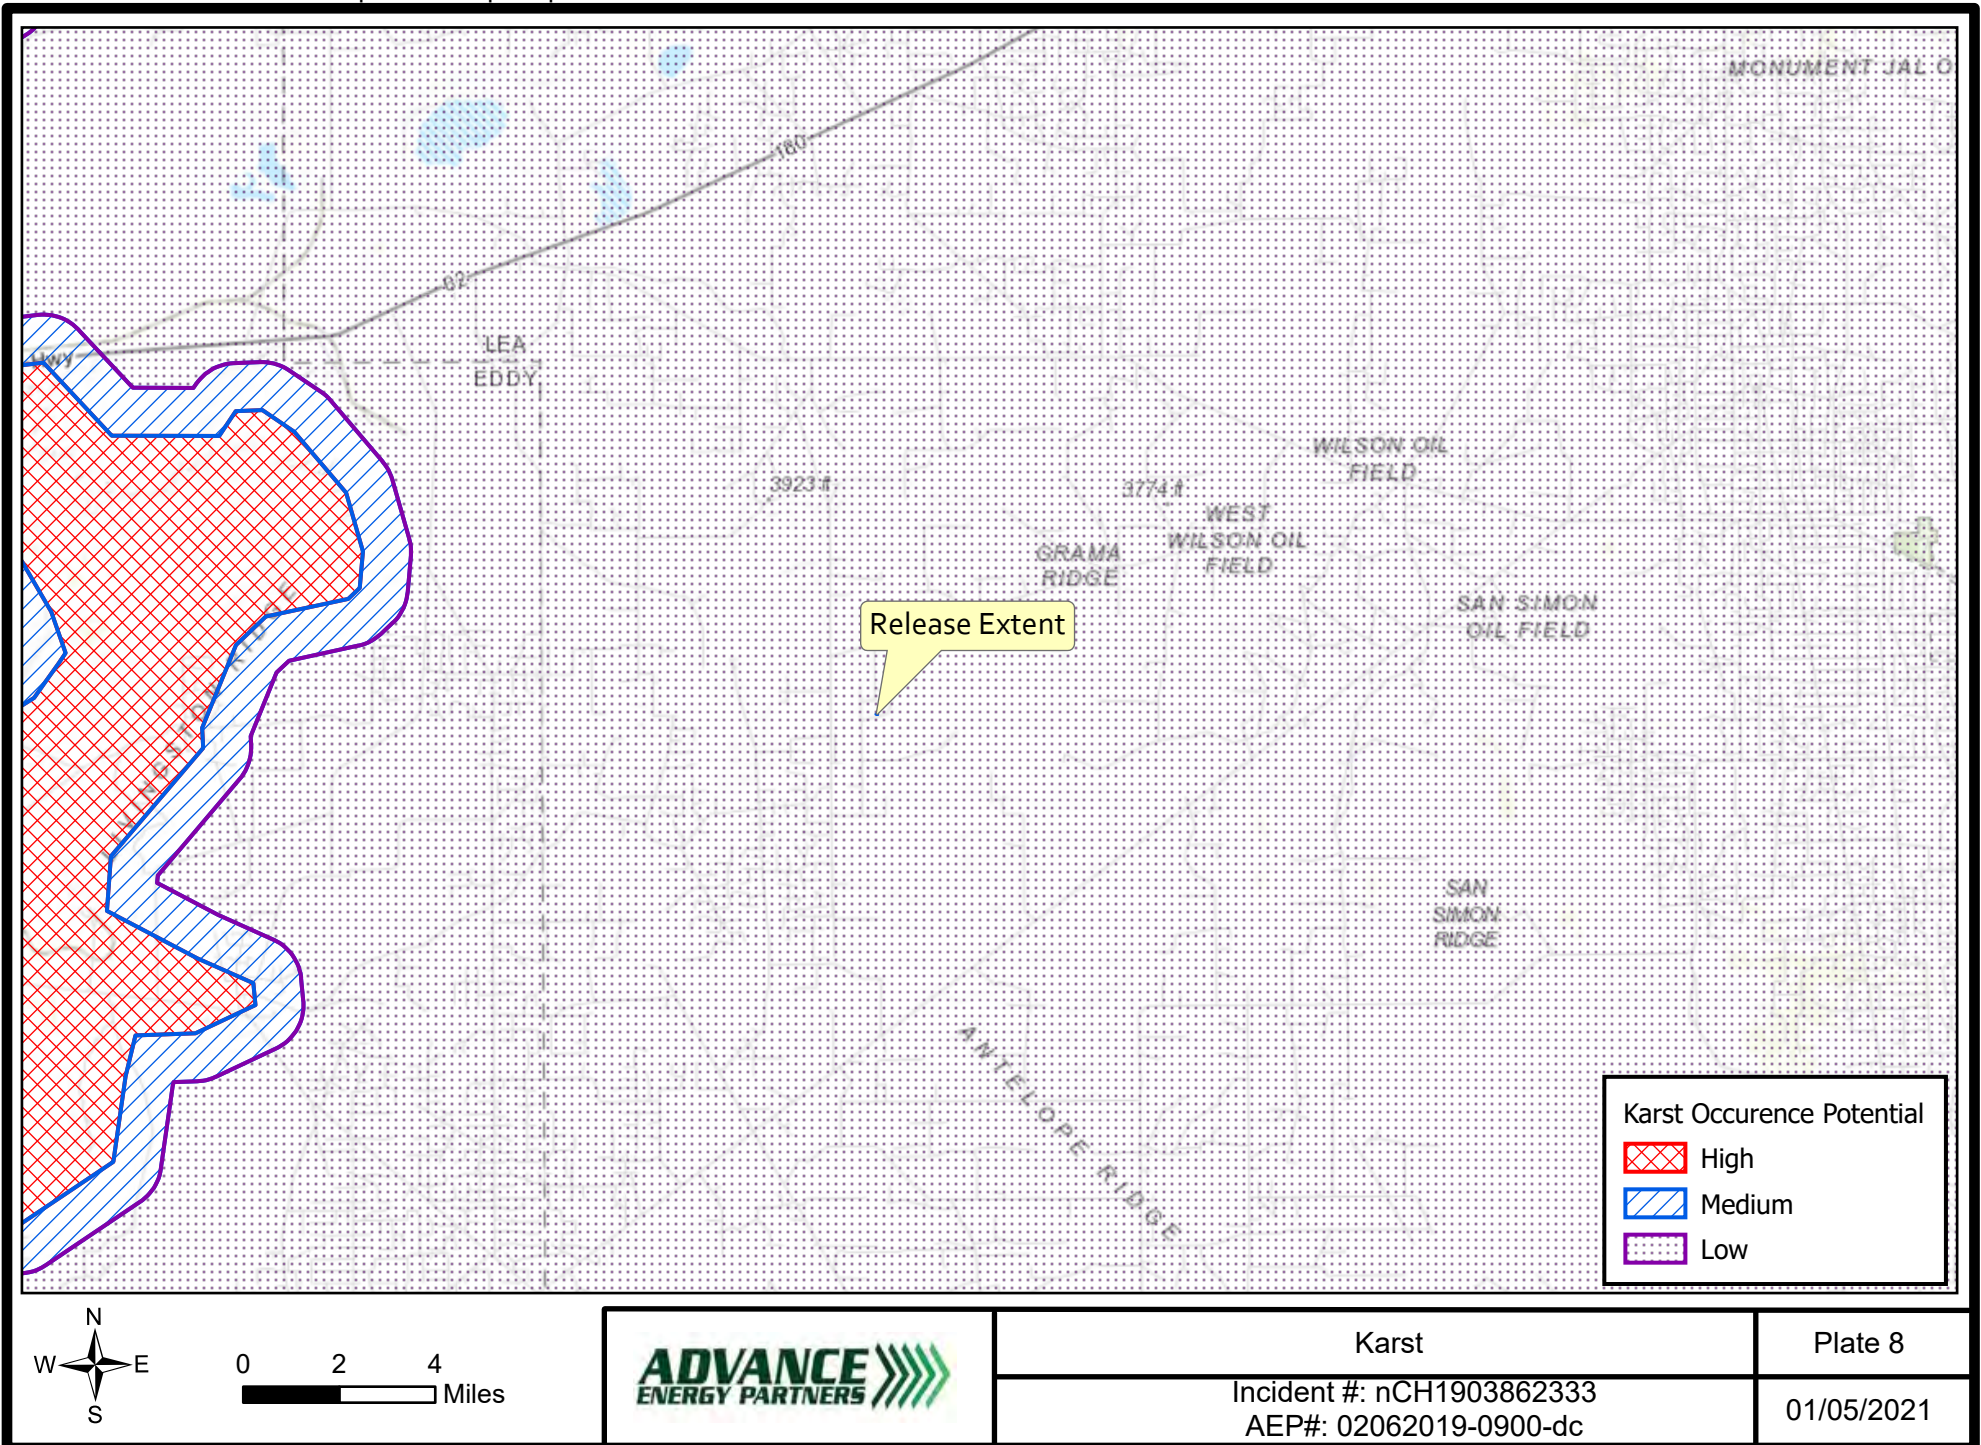 MONUMENT JAL O
180
62
Hwy
LEA
EDDY
WILSON OIL
FIELD
3923 ft
3774 ft
WEST
WILSON OIL
FIELD
GRAMA
RIDGE
SAN SIMON
OIL FIELD
Release Extent
LIVINGSTON RIDGE
SAN
SIMON
RIDGE
ANTELOPE RIDGE
Karst Occurence Potential
High
Medium
Low
N
W E
S
0 2 4
Miles
ADVANCE
ENERGY PARTNERS
Karst
Plate 8
Incident #: nCH1903862333
AEP#: 02062019-0900-dc
01/05/2021